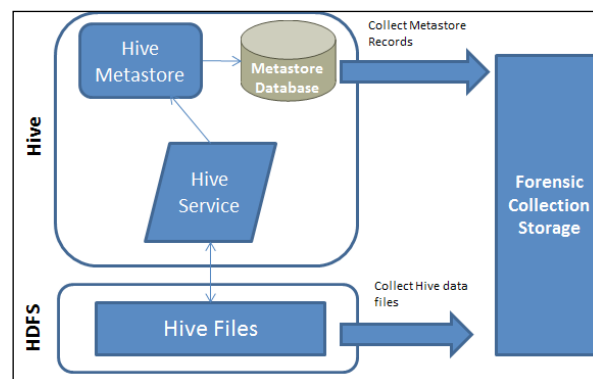 Hive
Hive
Metastore
Metastore
Database
Collect Metastore
Records
Hive
Service
Forensic
Collection
Storage
HDFS
Hive Files
Collect Hive data
files